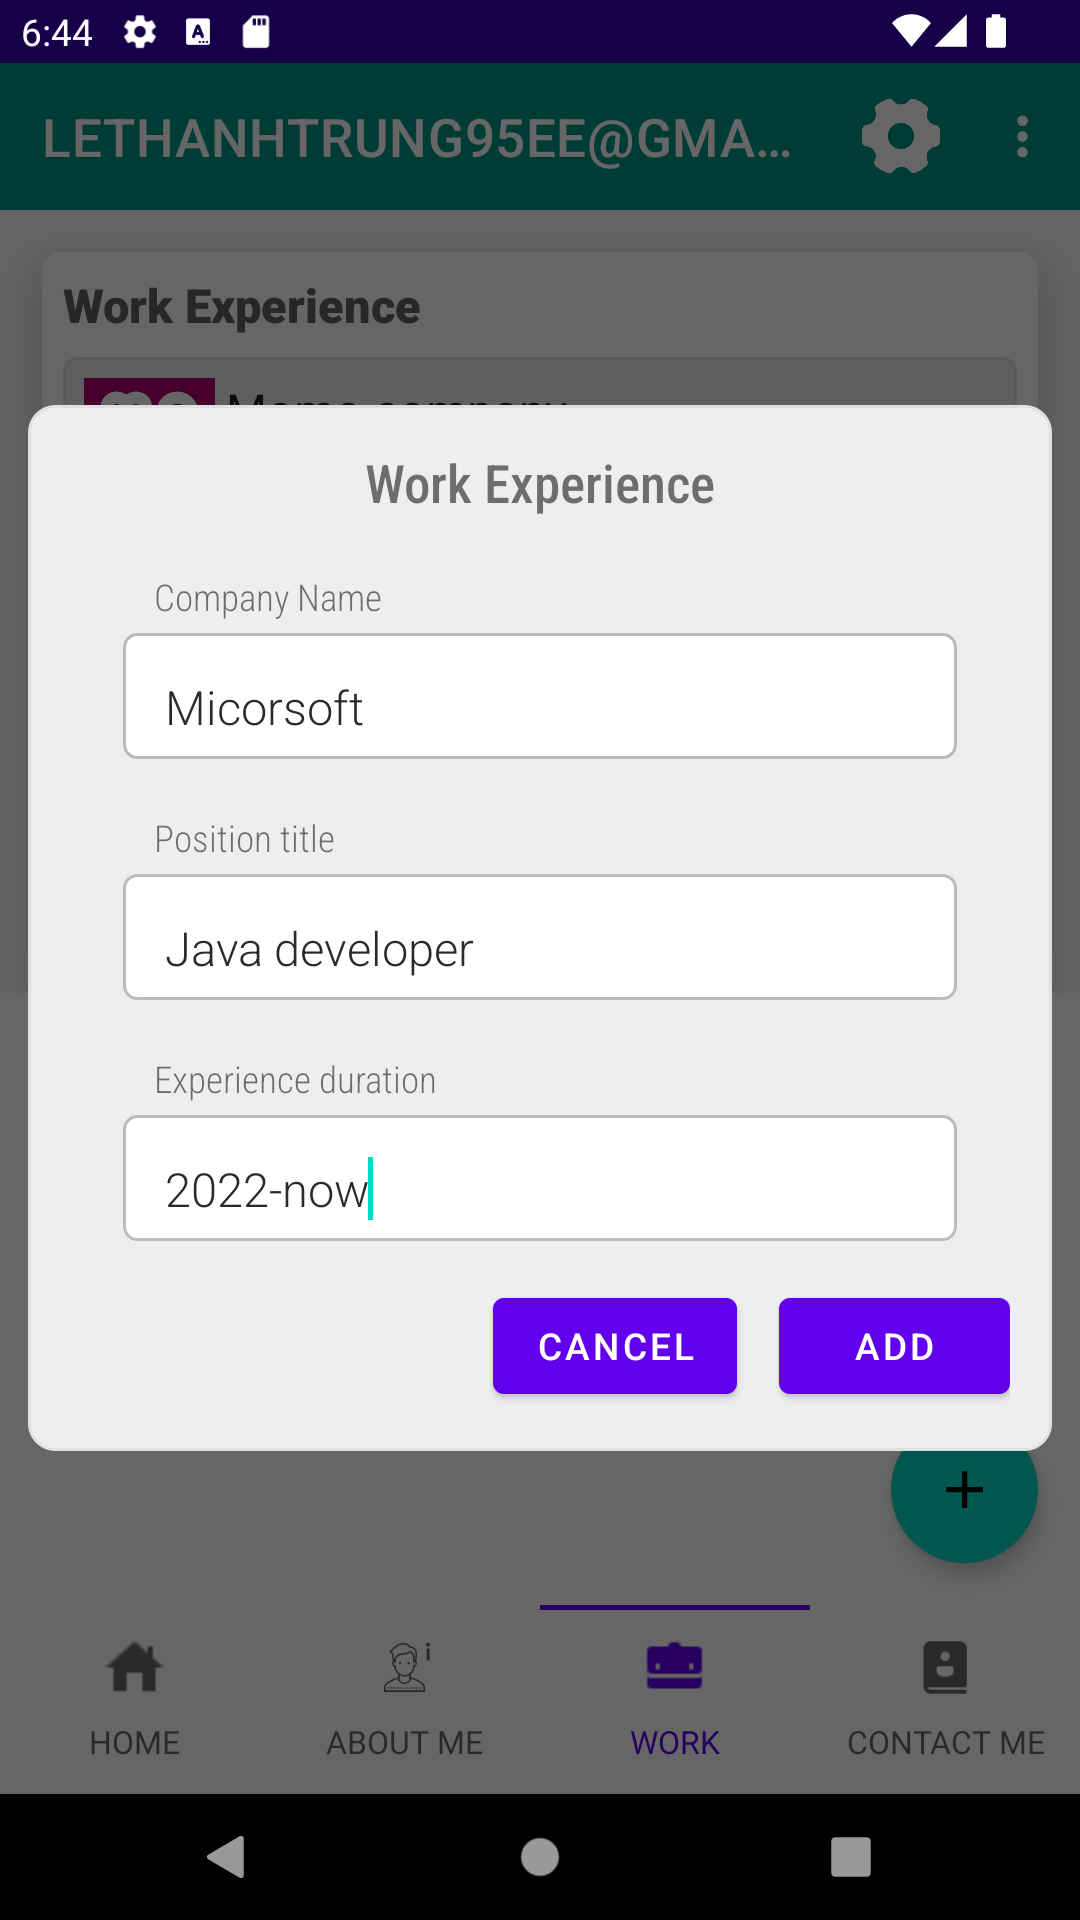 6:44
LETHANHTRUNG95EE@GMA...
Work Experience
Work Experience
Company Name
Micorsoft
Position title
Java developer
Experience duration
2022-now
CANCEL
ADD
HOME
ABOUT ME
WORK
CONTACT ME